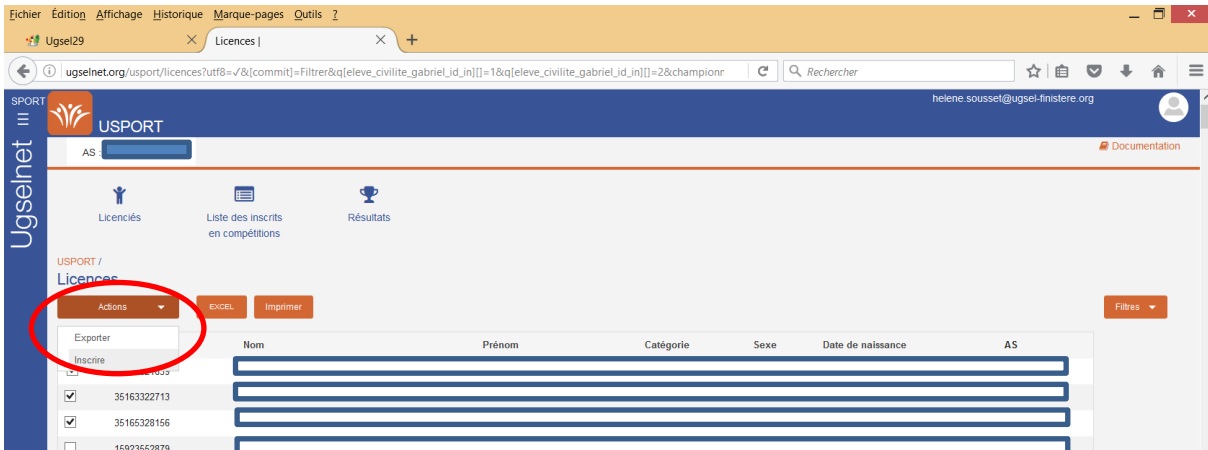 Fichier Édition Affichage Historique Marque-pages Outils ?
Ugsel29
Licences |
ugselnet.org/usport/licences?utf8=✓&[commit]=Filtrer&q[eleve_civilite_gabriel_id_in][]=1&q[eleve_civilite_gabriel_id_in][]=2&championr
Rechercher
SPORT
helene.sousset@ugsel-finistere.org
USPORT
AS :
Documentation
Ugselnet
Licenciés
Liste des inscrits
en compétitions
Résultats
USPORT /
Licences
Actions
EXCEL
Imprimer
Filtres
Exporter
Inscrire
Nom Prénom Catégorie Sexe Date de naissance AS
35163322713
35165328156
15923552879